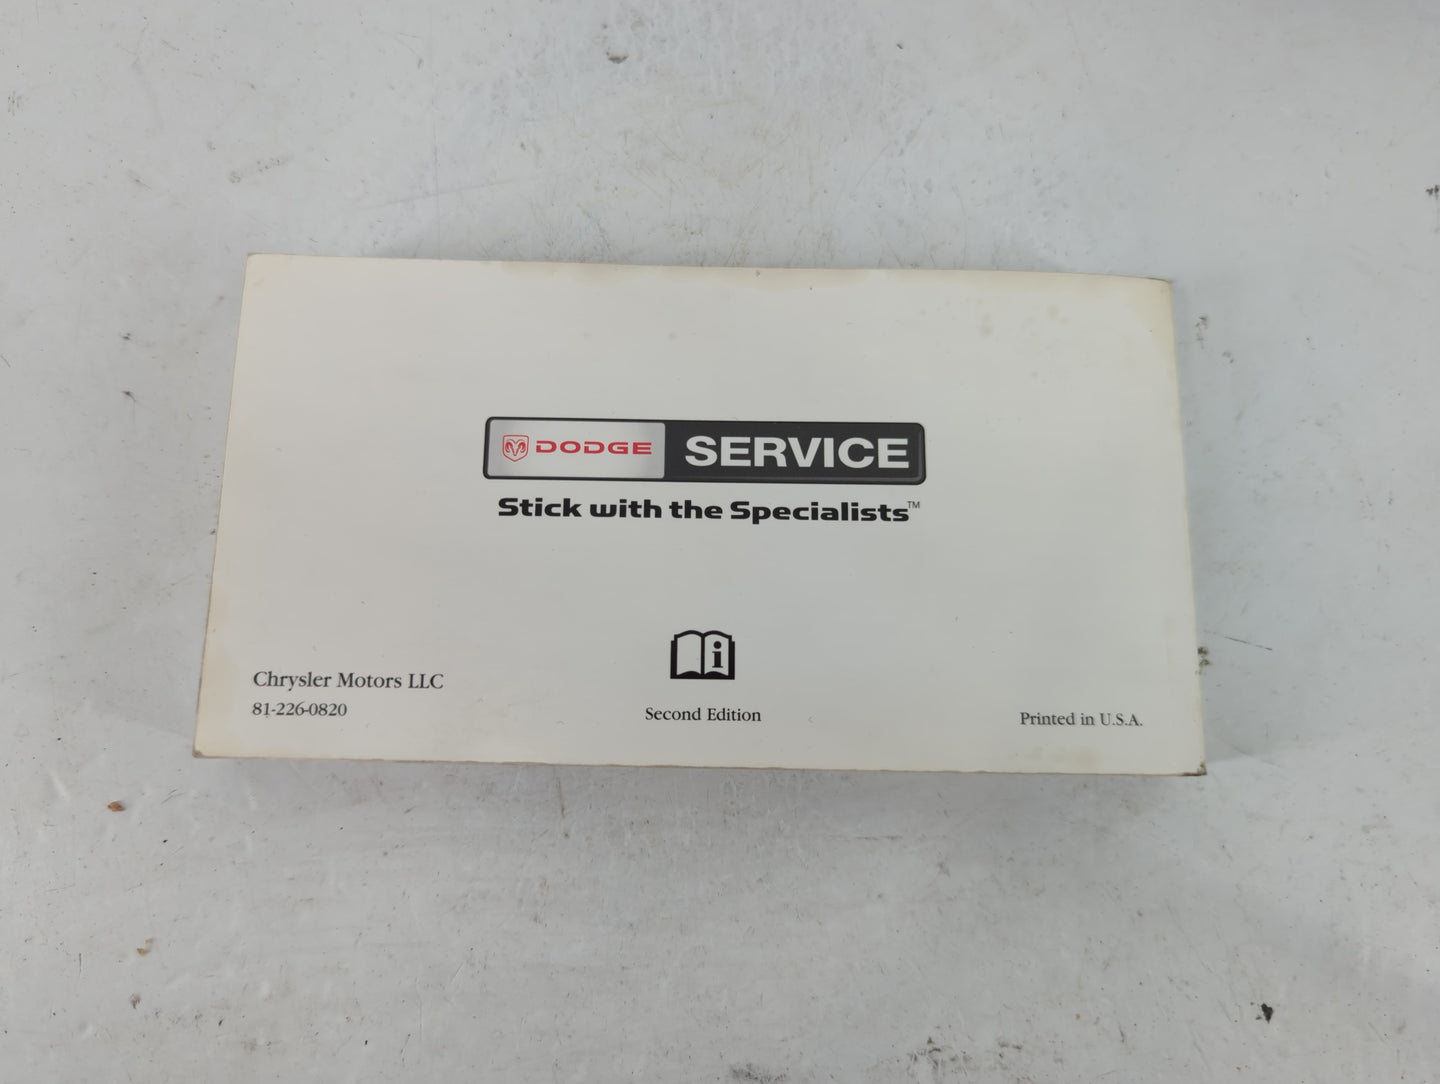 DODGE SERVICE
Stick with the Specialists™
i
Chrysler Motors LLC
81-226-0820
Second Edition
Printed in U.S.A.